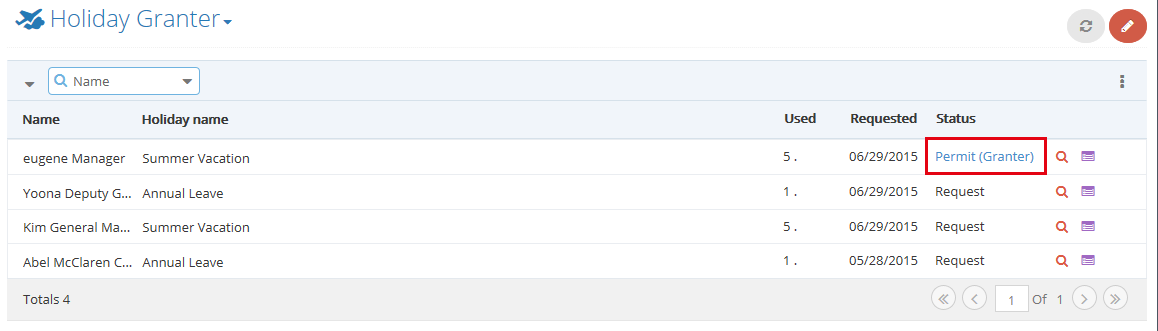 Holiday Granter
Name
Name Holiday name Used Requested Status
eugene Manager Summer Vacation 5 . 06/29/2015 Permit (Granter)
Yoona Deputy G... Annual Leave 1 . 06/29/2015 Request
Kim General Ma... Summer Vacation 5 . 06/29/2015 Request
Abel McClaren C... Annual Leave 1 . 05/28/2015 Request
Totals 4 1 Of 1